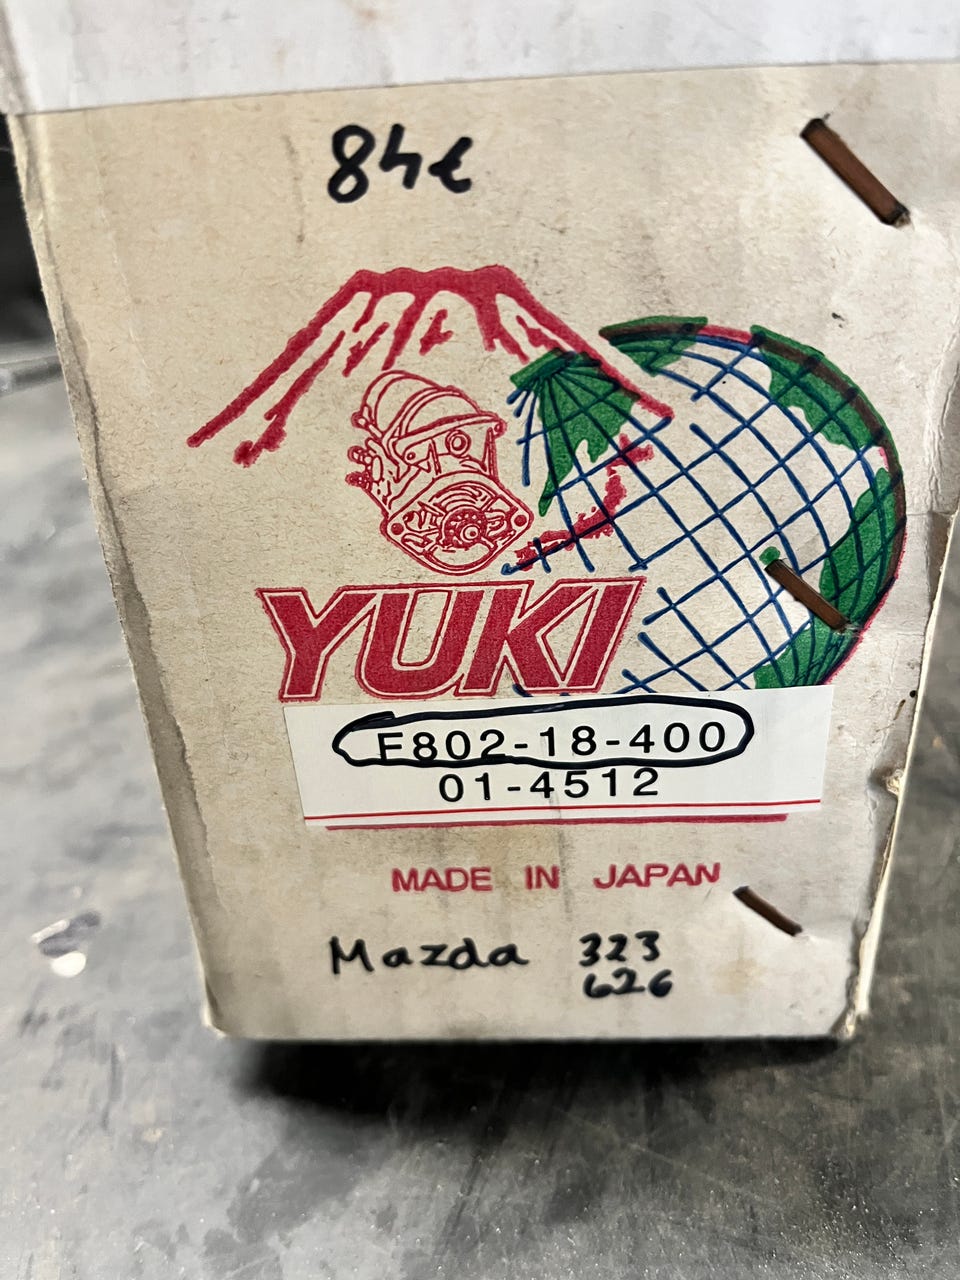 84€
YUKI
F802-18-400
01-4512
MADE IN JAPAN
Mazda 323
626